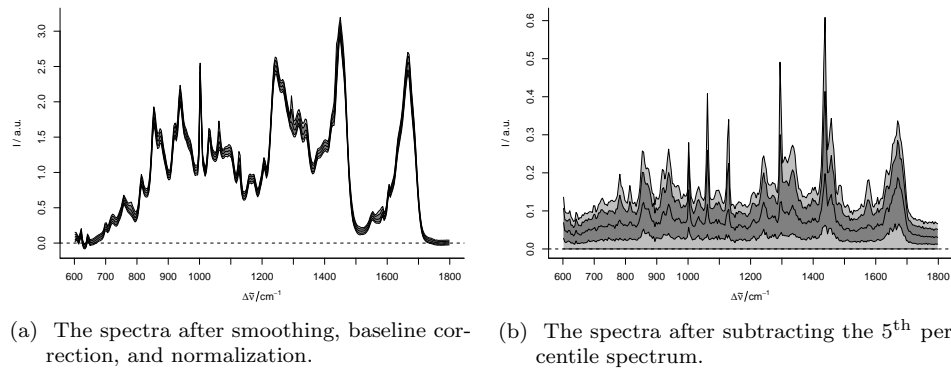 I / a.u.
3.0
2.5
2.0
1.5
1.0
0.5
0.0
600 700 800 900 1000 1200 1400 1600 1800
Δν̃/cm⁻¹
(a) The spectra after smoothing, baseline cor-
rection, and normalization.
I / a.u.
0.6
0.5
0.4
0.3
0.2
0.1
0.0
600 700 800 900 1000 1200 1400 1600 1800
Δν̃/cm⁻¹
(b) The spectra after subtracting the 5th per
centile spectrum.